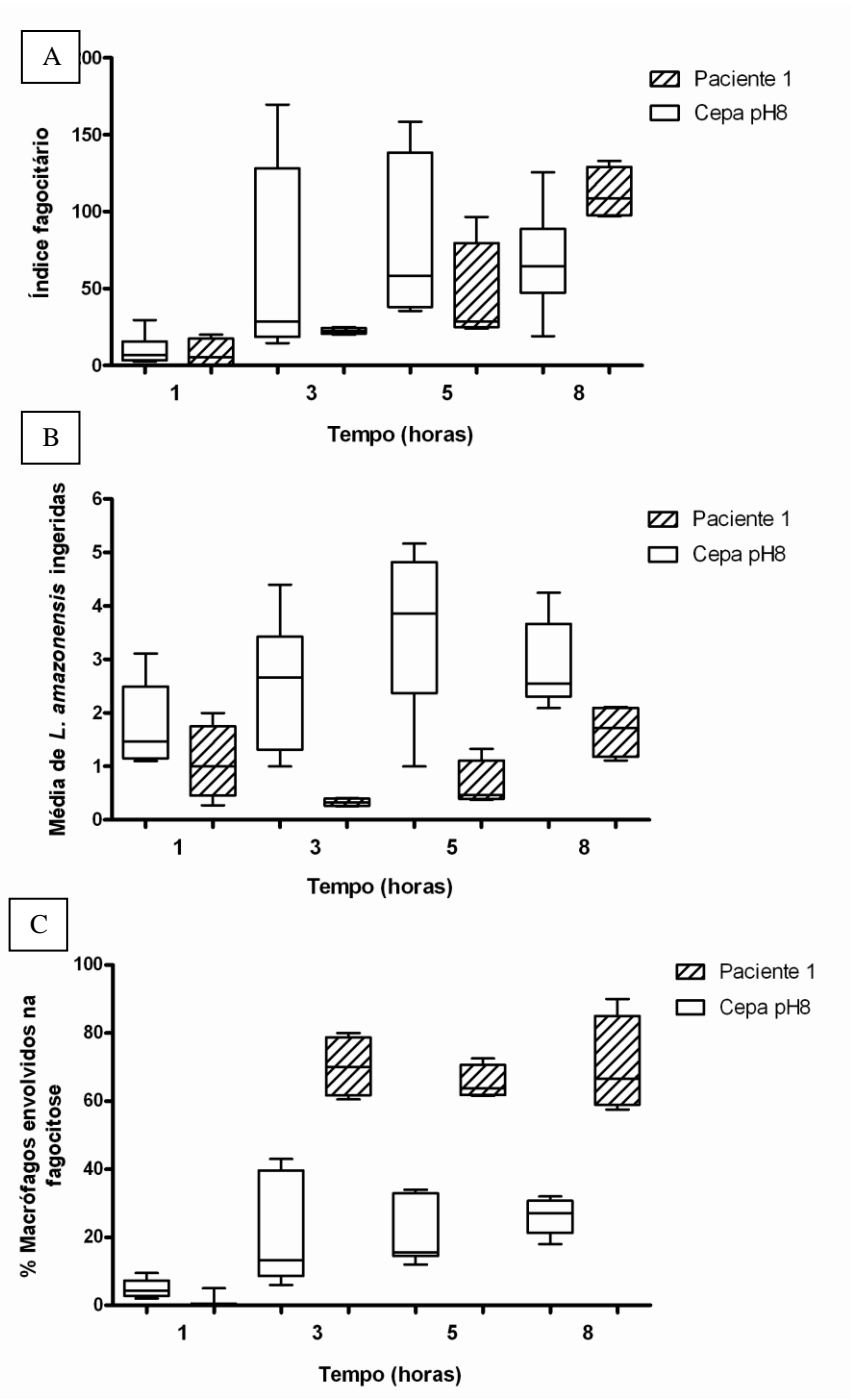 A
200
150
100
50
0
Índice fagocitário
Paciente 1
Cepa pH8
1 3 5 8
Tempo (horas)
B
6
5
4
3
2
1
0
Média de L. amazonensis ingeridas
Paciente 1
Cepa pH8
1 3 5 8
Tempo (horas)
C
100
80
60
40
20
0
% Macrófagos envolvidos na
fagocitose
Paciente 1
Cepa pH8
1 3 5 8
Tempo (horas)